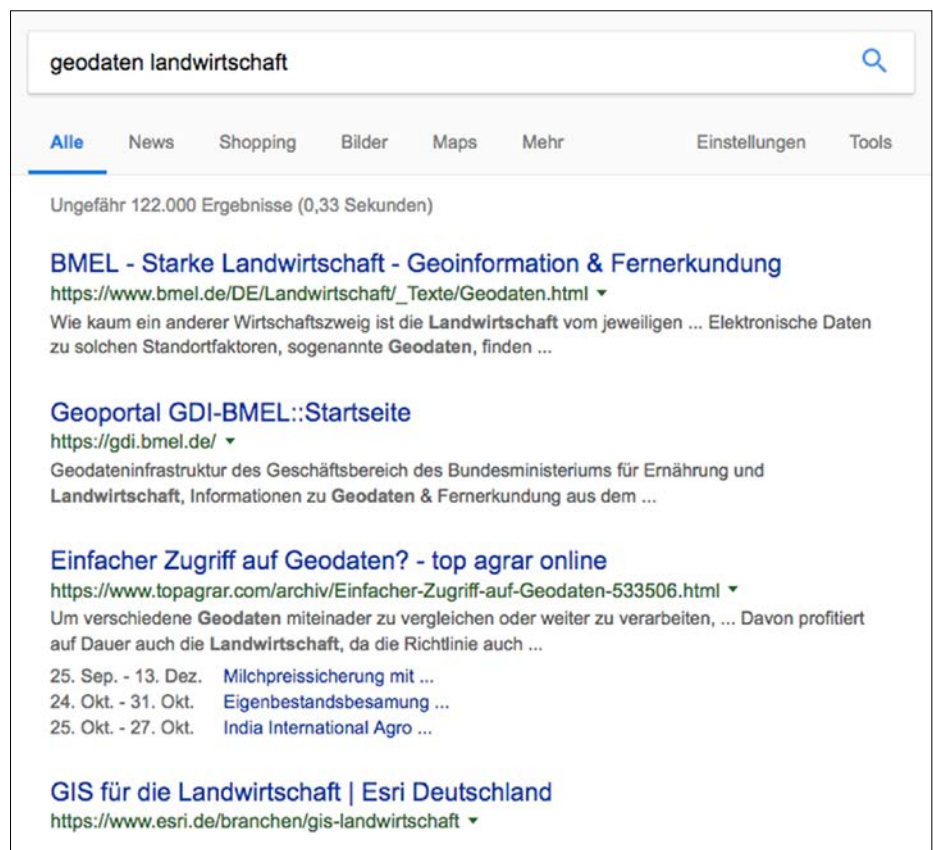 geodaten landwirtschaft
Alle News Shopping Bilder Maps Mehr Einstellungen Tools
Ungefähr 122.000 Ergebnisse (0,33 Sekunden)
BMEL - Starke Landwirtschaft - Geoinformation & Fernerkundung
https://www.bmel.de/DE/Landwirtschaft/_Texte/Geodaten.html
Wie kaum ein anderer Wirtschaftszweig ist die Landwirtschaft vom jeweiligen ... Elektronische Daten
zu solchen Standortfaktoren, sogenannte Geodaten, finden ...
Geoportal GDI-BMEL::Startseite
https://gdi.bmel.de/
Geodateninfrastruktur des Geschäftsbereich des Bundesministeriums für Ernährung und
Landwirtschaft, Informationen zu Geodaten & Fernerkundung aus dem ...
Einfacher Zugriff auf Geodaten? - top agrar online
https://www.topagrar.com/archiv/Einfacher-Zugriff-auf-Geodaten-533506.html
Um verschiedene Geodaten miteinader zu vergleichen oder weiter zu verarbeiten, ... Davon profitiert
auf Dauer auch die Landwirtschaft, da die Richtlinie auch ...
25. Sep. - 13. Dez. Milchpreissicherung mit ...
24. Okt. - 31. Okt. Eigenbestandsbesamung ...
25. Okt. - 27. Okt. India International Agro ...
GIS für die Landwirtschaft | Esri Deutschland
https://www.esri.de/branchen/gis-landwirtschaft